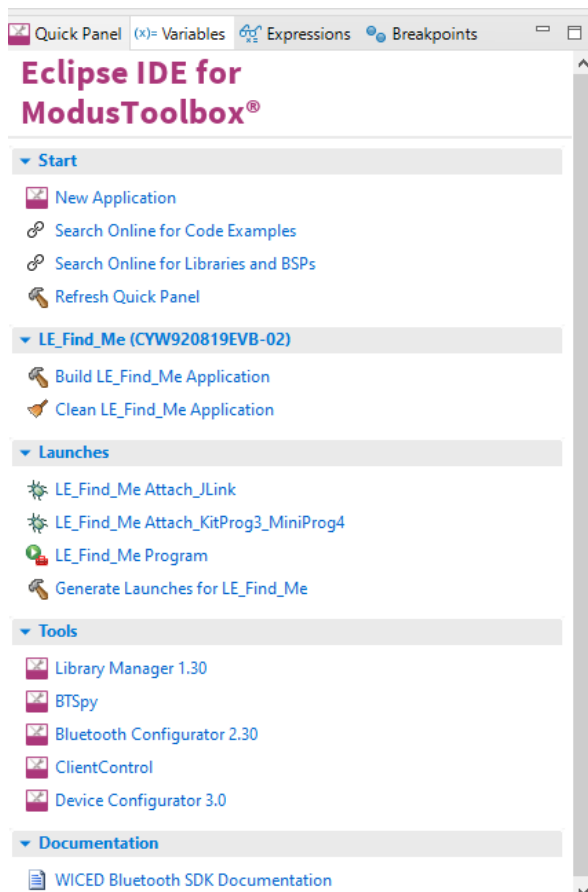 Quick Panel (x)= Variables Expressions Breakpoints
Eclipse IDE for
ModusToolbox®
Start
New Application
Search Online for Code Examples
Search Online for Libraries and BSPs
Refresh Quick Panel
LE_Find_Me (CYW920819EVB-02)
Build LE_Find_Me Application
Clean LE_Find_Me Application
Launches
LE_Find_Me Attach_JLink
LE_Find_Me Attach_KitProg3_MiniProg4
LE_Find_Me Program
Generate Launches for LE_Find_Me
Tools
Library Manager 1.30
BTSpy
Bluetooth Configurator 2.30
ClientControl
Device Configurator 3.0
Documentation
WICED Bluetooth SDK Documentation